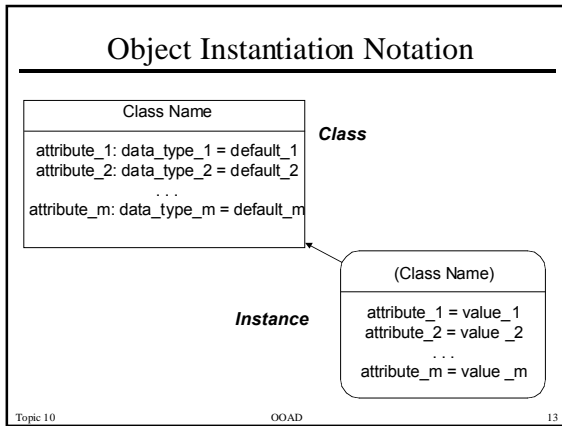 Object Instantiation Notation
Class Name
Class
attribute_1: data_type_1 = default_1
attribute_2: data_type_2 = default_2
. . .
attribute_m: data_type_m = default_m
(Class Name)
Instance
attribute_1 = value_1
attribute_2 = value _2
. . .
attribute_m = value _m
Topic 10 OOAD 13